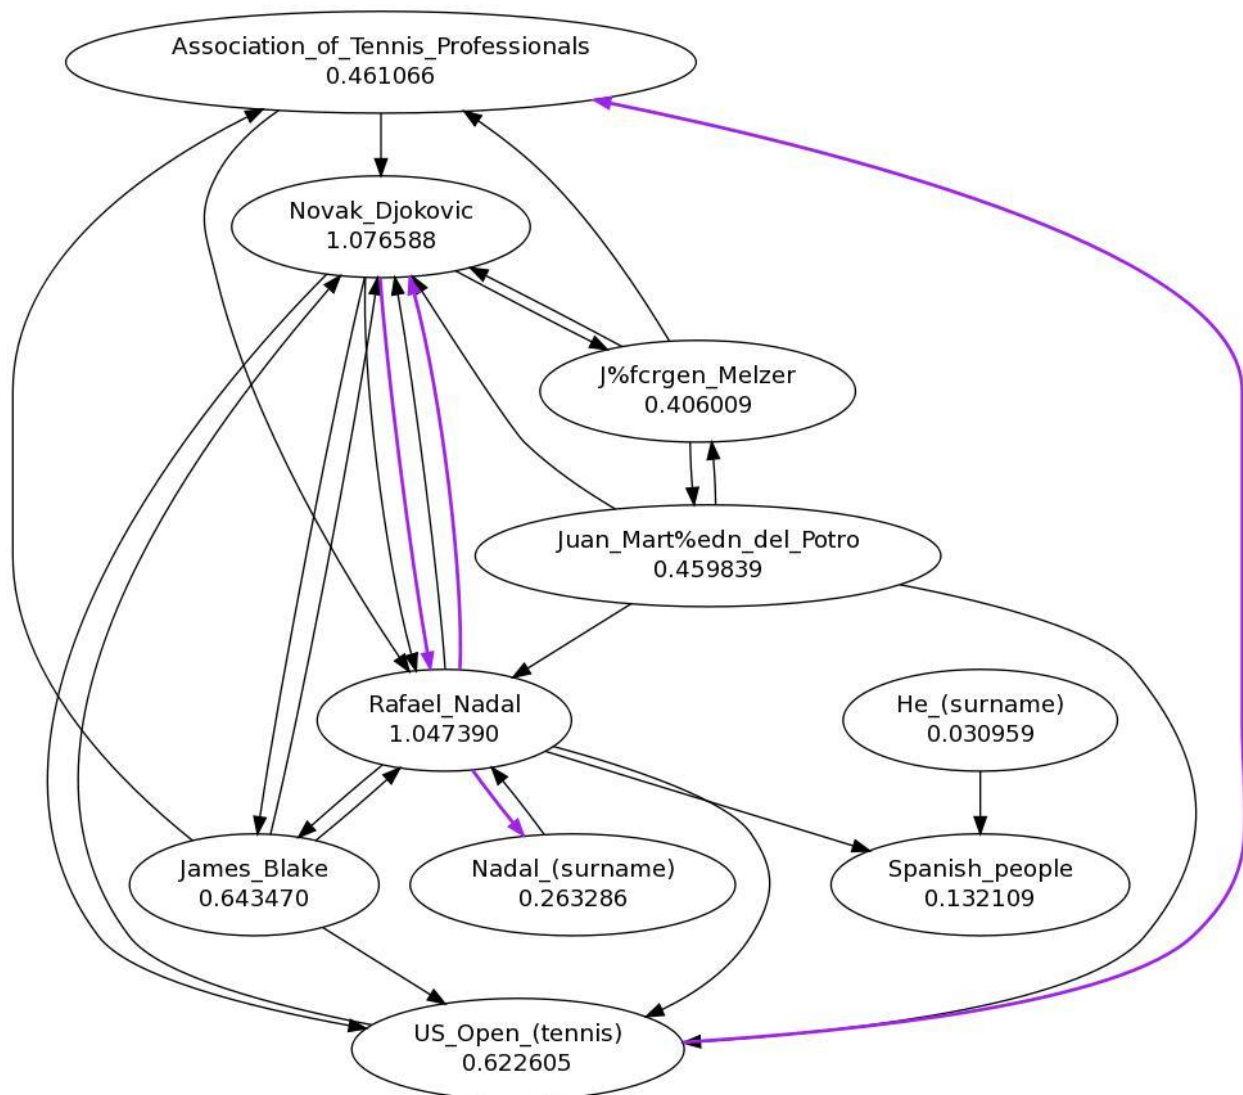 Association_of_Tennis_Professionals
0.461066
Novak_Djokovic
1.076588
J%fcrgen_Melzer
0.406009
Juan_Mart%edn_del_Potro
0.459839
Rafael_Nadal
1.047390
He_(surname)
0.030959
James_Blake
0.643470
Nadal_(surname)
0.263286
Spanish_people
0.132109
US_Open_(tennis)
0.622605